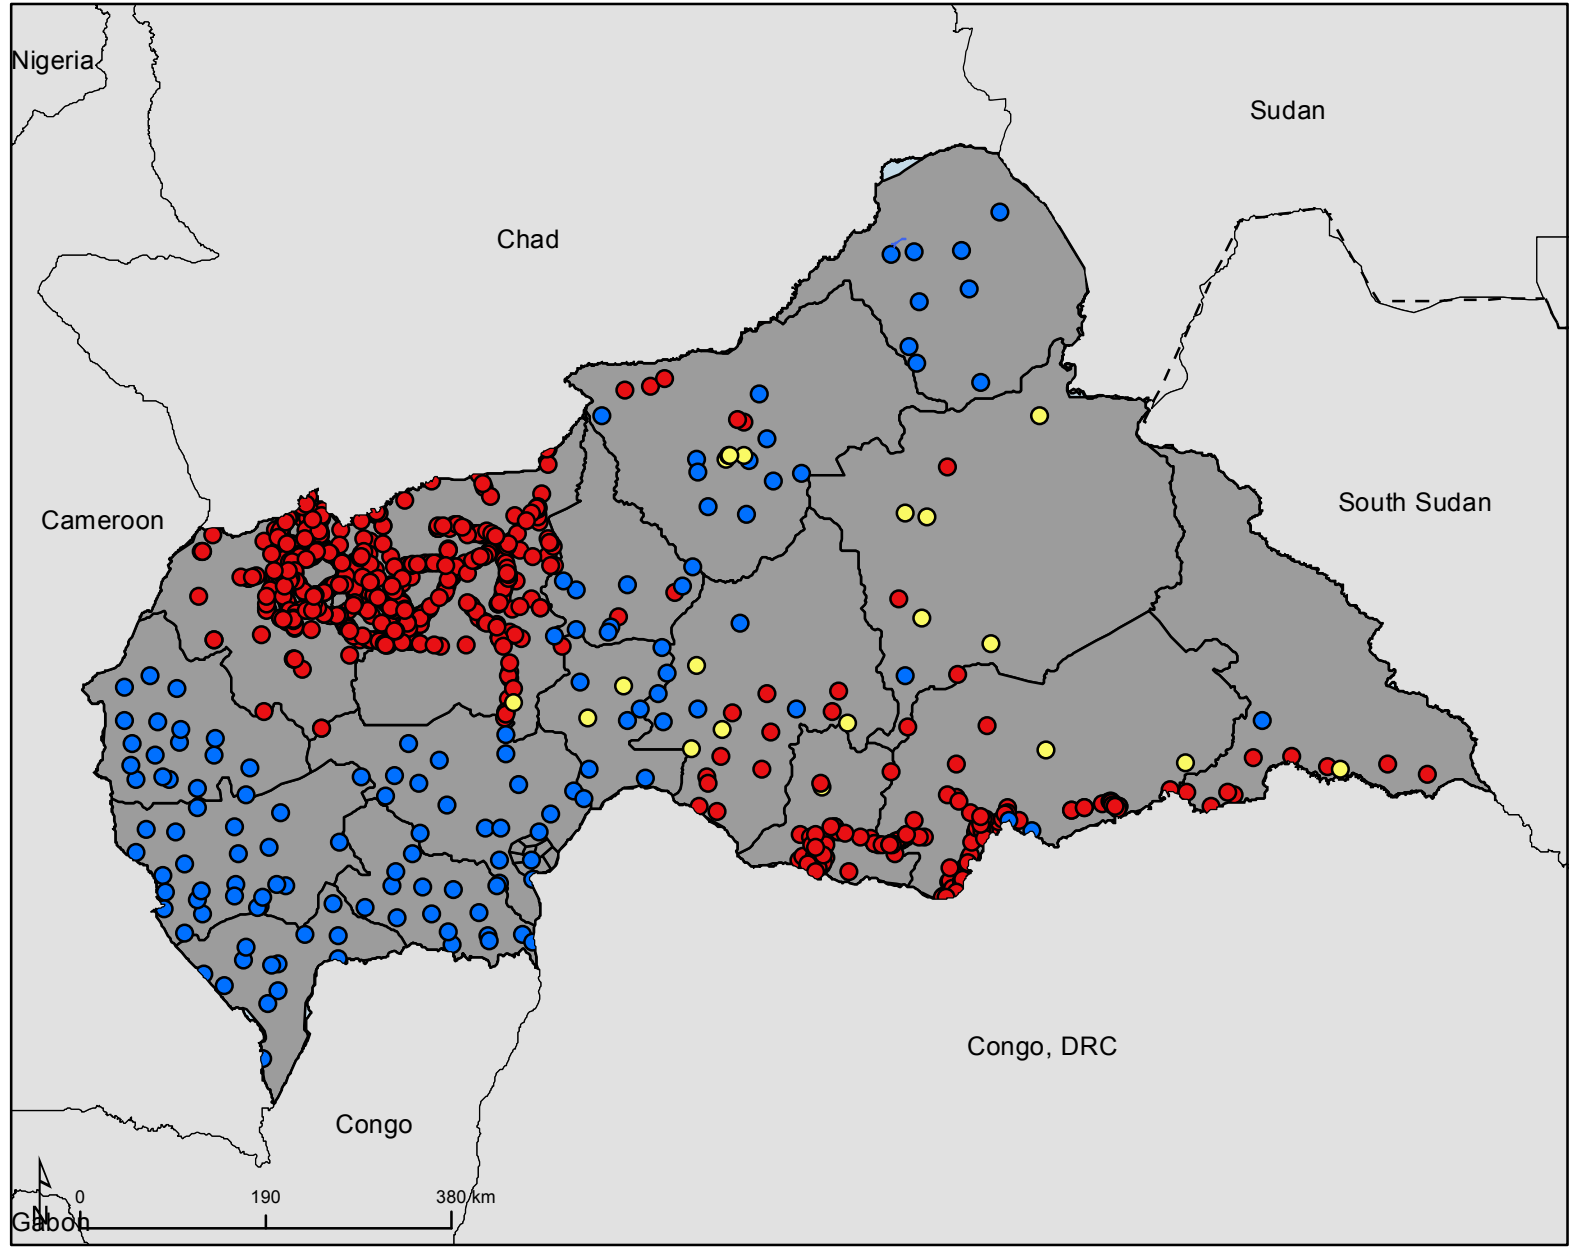 Nigeria
Sudan
Chad
South Sudan
Cameroon
Congo, DRC
Congo
0 190 380 km
Gabon